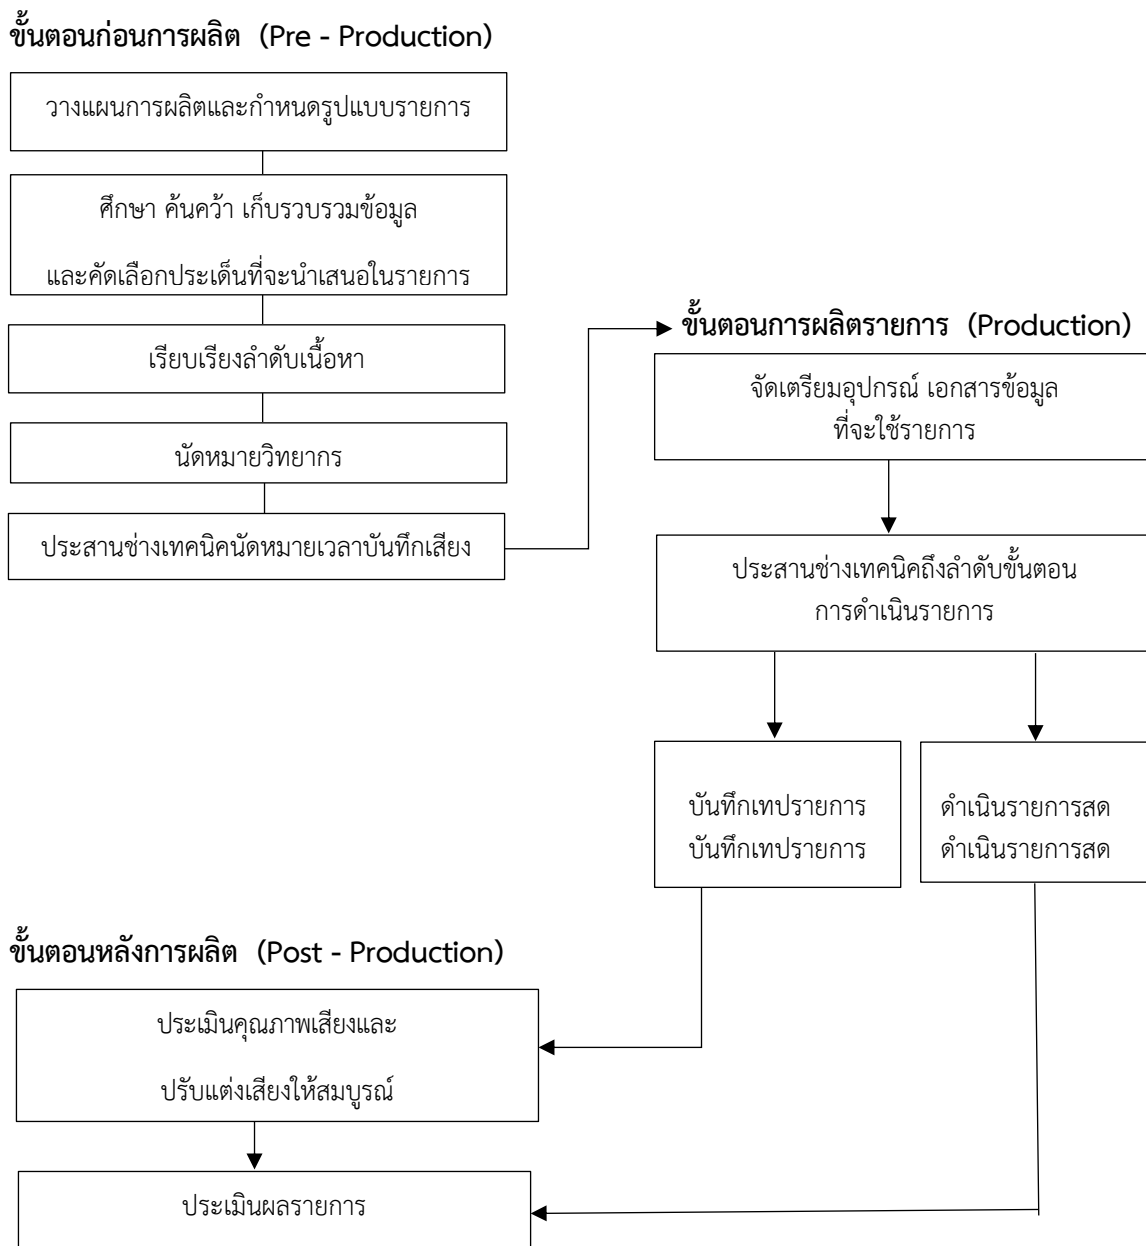 ขั้นตอนก่อนการผลิต (Pre - Production)
วางแผนการผลิตและกำหนดรูปแบบรายการ
ศึกษา ค้นคว้า เก็บรวบรวมข้อมูล
และคัดเลือกประเด็นที่จะนำเสนอในรายการ
เรียบเรียงลำดับเนื้อหา
นัดหมายวิทยากร
ประสานช่างเทคนิคนัดหมายเวลาบันทึกเสียง
ขั้นตอนการผลิตรายการ (Production)
จัดเตรียมอุปกรณ์ เอกสารข้อมูล
ที่จะใช้รายการ
ประสานช่างเทคนิคถึงลำดับขั้นตอน
การดำเนินรายการ
บันทึกเทปรายการ
บันทึกเทปรายการ
ดำเนินรายการสด
ดำเนินรายการสด
ขั้นตอนหลังการผลิต (Post - Production)
ประเมินคุณภาพเสียงและ
ปรับแต่งเสียงให้สมบูรณ์
ประเมินผลรายการ